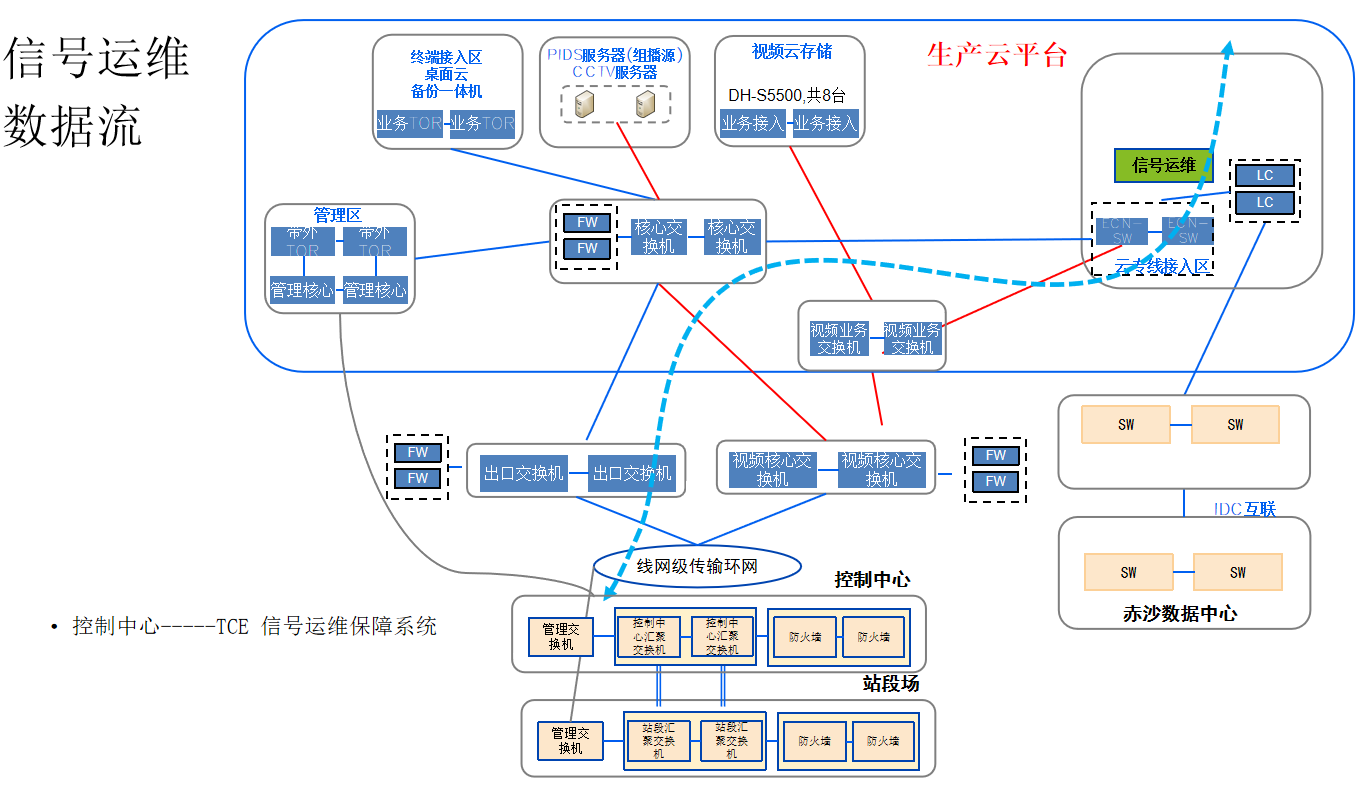 信号运维
数据流
生产云平台
终端接入区
桌面云
备份一体机
业务TOR
业务TOR
PIDS服务器(组播源)
CCTV服务器
视频云存储
DH-S5500,共8台
业务接入
业务接入
信号运维
LC
LC
ECN-
SW
ECN-
SW
云专线接入区
管理区
带外
TOR
带外
TOR
管理核心
管理核心
FW
FW
核心交
换机
核心交
换机
视频业务
交换机
视频业务
交换机
FW
FW
出口交换机
出口交换机
视频核心交
换机
视频核心交
换机
FW
FW
SW
SW
IDC互联
SW
SW
赤沙数据中心
线网级传输环网
控制中心
• 控制中心-----TCE 信号运维保障系统
管理交
换机
控制中
心汇聚
交换机
控制中
心汇聚
交换机
防火墙
防火墙
站段场
管理交
换机
站段汇
聚交换
机
站段汇
聚交换
机
防火墙
防火墙